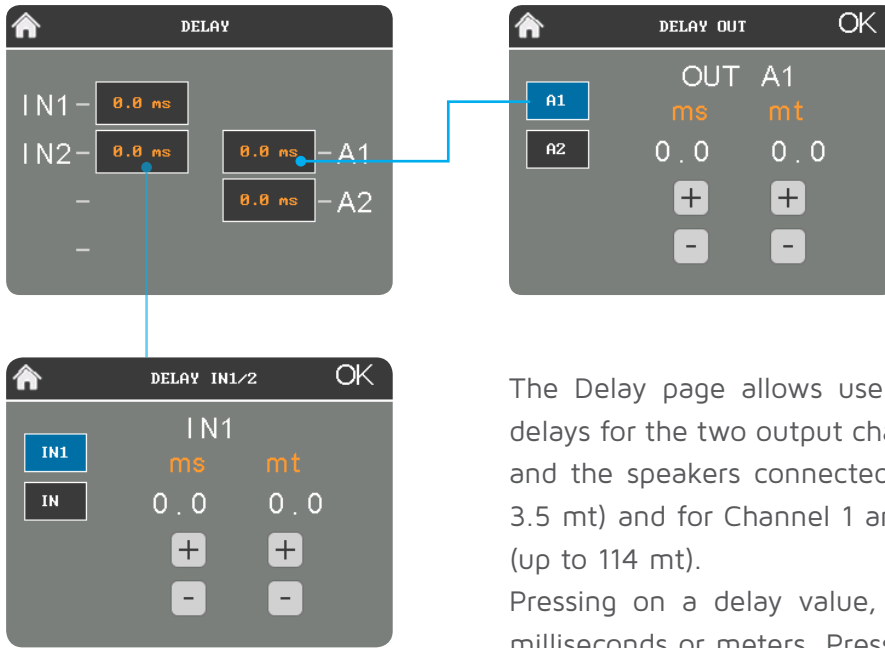 DELAY
IN1
0.0 ms
IN2
0.0 ms
0.0 ms
A1
0.0 ms
A2
DELAY OUT
OK
A1
A2
OUT A1
ms mt
0.0 0.0
+ +
- -
DELAY IN1/2
OK
IN1
IN
IN1
ms mt
0.0 0.0
+ +
- -
The Delay page allows use
delays for the two output
and the speakers connected
3.5 mt) and for Channel 1
(up to 114 mt).
Pressing on a delay value,
milliseconds or meters.